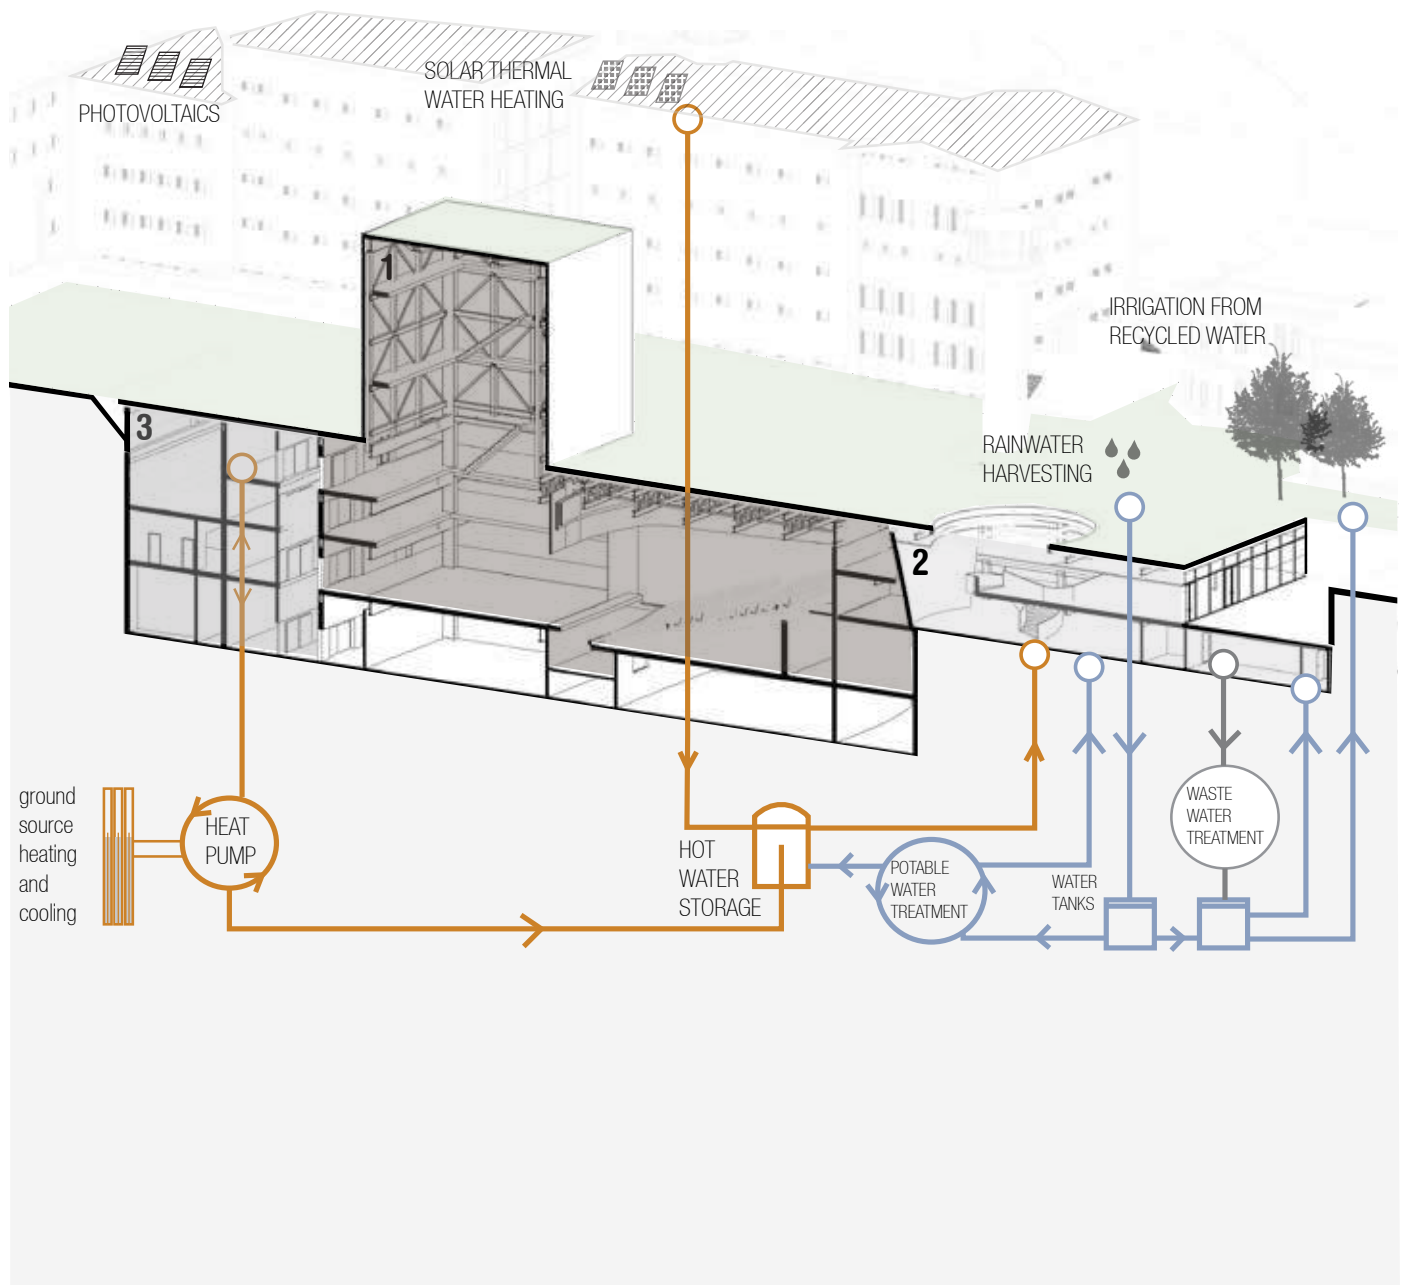 PHOTOVOLTAICS
SOLAR THERMAL
WATER HEATING
1
IRRIGATION FROM
RECYCLED WATER
3
RAINWATER
HARVESTING
2
ground
source
heating
and
cooling
HEAT
PUMP
HOT
WATER
STORAGE
POTABLE
WATER
TREATMENT
WATER
TANKS
WASTE
WATER
TREATMENT